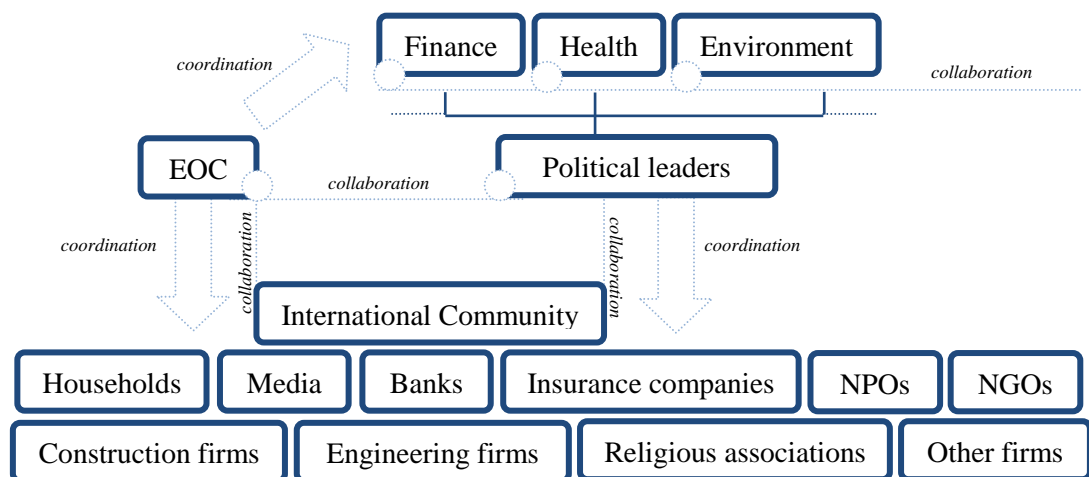 Finance
Health
Environment
coordination
collaboration
EOC
Political leaders
collaboration
coordination
collaboration
collaboration
coordination
International Community
Households
Media
Banks
Insurance companies
NPOs
NGOs
Construction firms
Engineering firms
Religious associations
Other firms